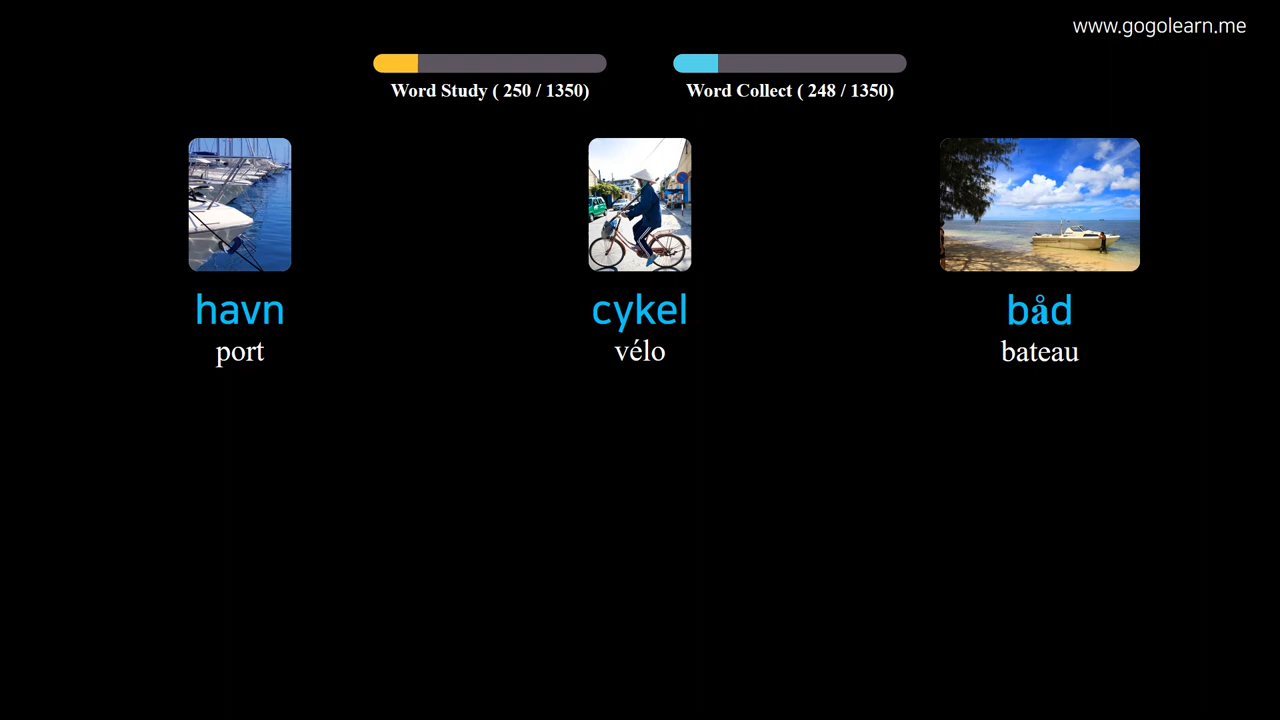 www.gogolearn.me
Word Study ( 250 / 1350)
Word Collect ( 248 / 1350)
havn
port
cykel
vélo
båd
bateau